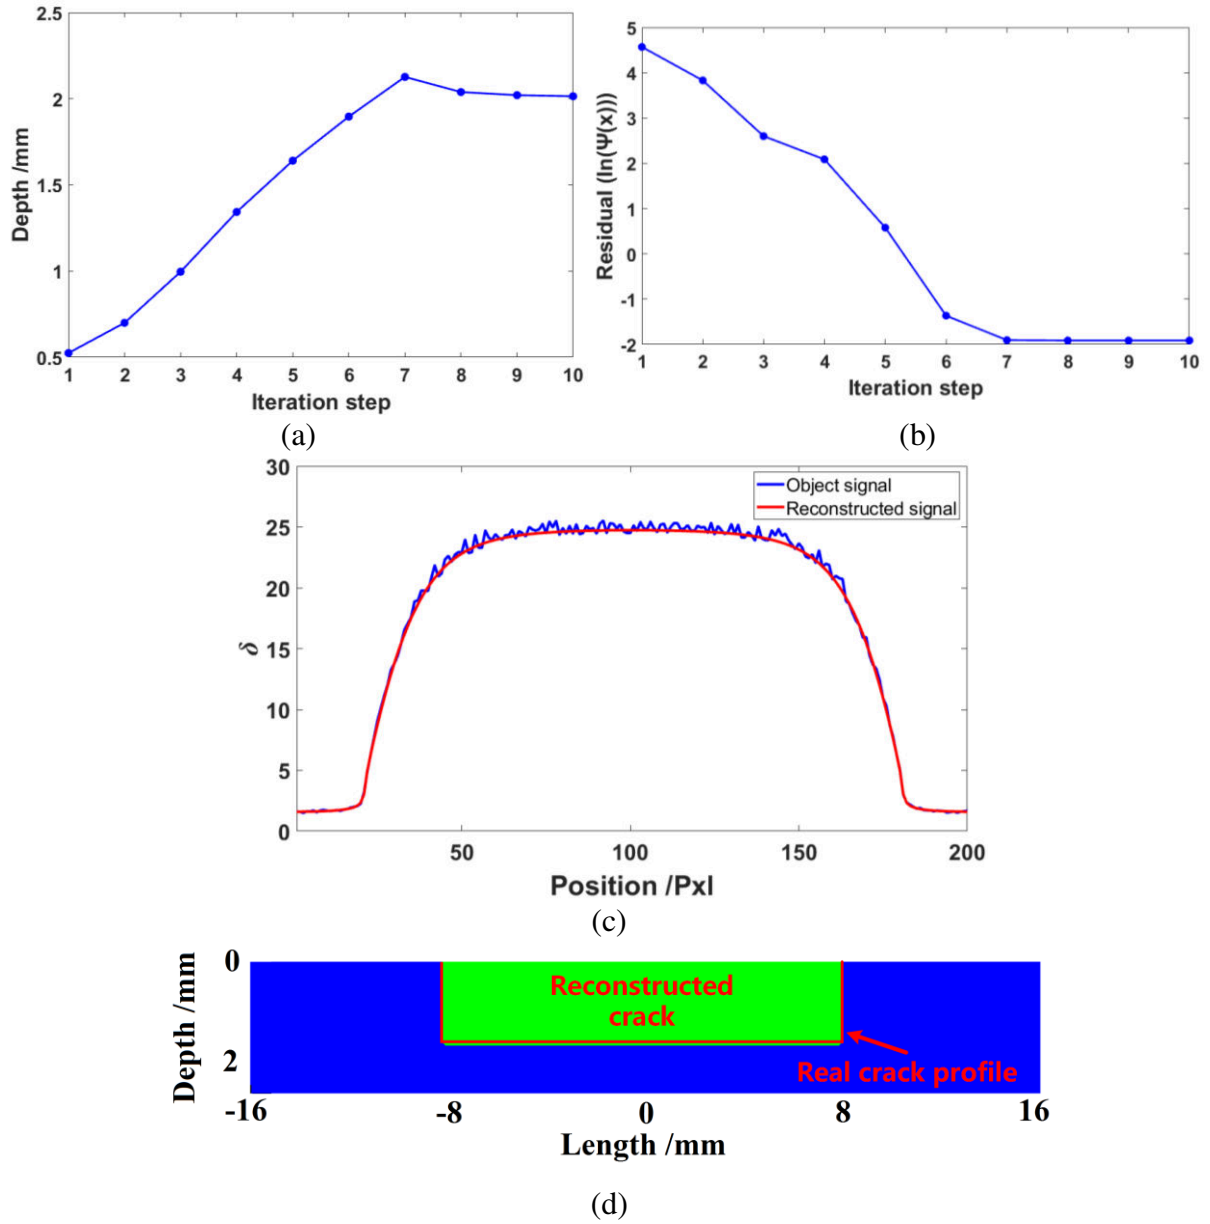 2.5
2
1.5
1
0.5
Depth /mm
1 2 3 4 5 6 7 8 9 10
Iteration step
(a)
5
4
3
2
1
0
-1
-2
Residual (ln(Ψ(x)))
1 2 3 4 5 6 7 8 9 10
Iteration step
(b)
30
25
20
15
10
5
0
δ
Object signal
Reconstructed signal
50 100 150 200
Position /Pxl
(c)
0
2
Depth /mm
Reconstructed
crack
Real crack profile
-16 -8 0 8 16
Length /mm
(d)